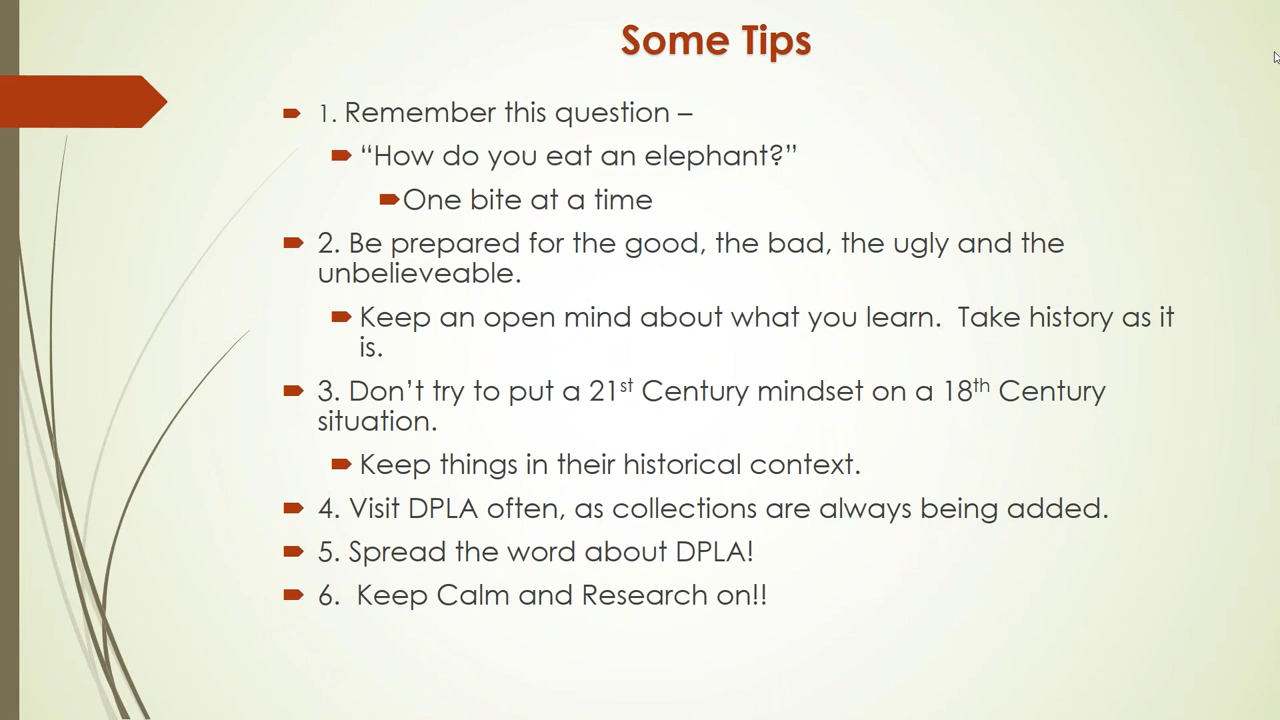 Some Tips
1. Remember this question –
“How do you eat an elephant?”
One bite at a time
2. Be prepared for the good, the bad, the ugly and the
unbelieveable.
Keep an open mind about what you learn.  Take history as it
is.
3. Don’t try to put a 21st Century mindset on a 18th Century
situation.
Keep things in their historical context.
4. Visit DPLA often, as collections are always being added.
5. Spread the word about DPLA!
6.  Keep Calm and Research on!!